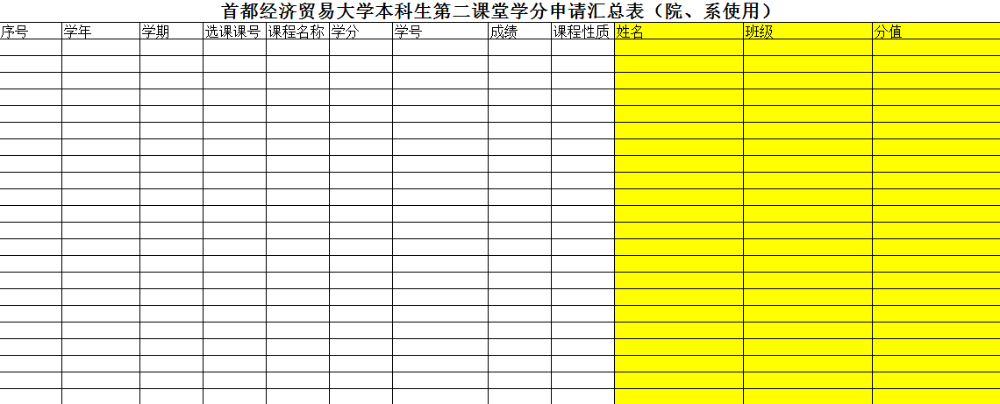 首都经济贸易大学本科生第二课堂学分申请汇总表（院、系使用）
序号 学年 学期 选课课号 课程名称 学分 学号 成绩 课程性质 姓名 班级 分值